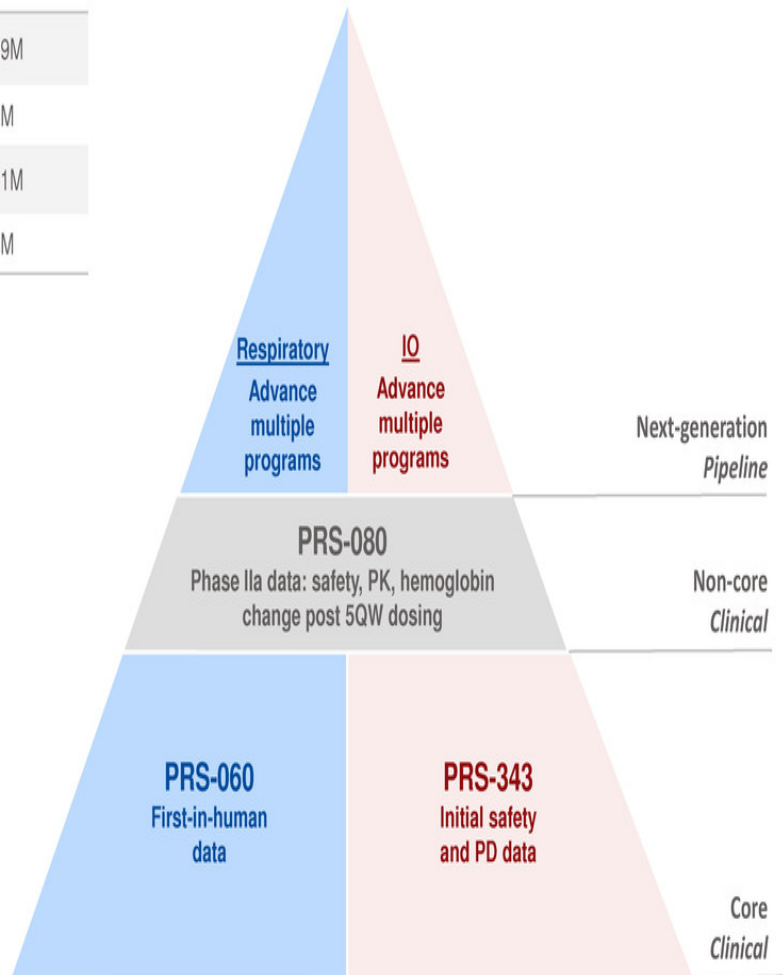 9M
M
1M
M
Respiratory
Advance
multiple
programs
IO
Advance
multiple
programs
Next-generation
Pipeline
PRS-080
Phase IIa data: safety, PK, hemoglobin
change post 5QW dosing
Non-core
Clinical
PRS-060
First-in-human
data
PRS-343
Initial safety
and PD data
Core
Clinical